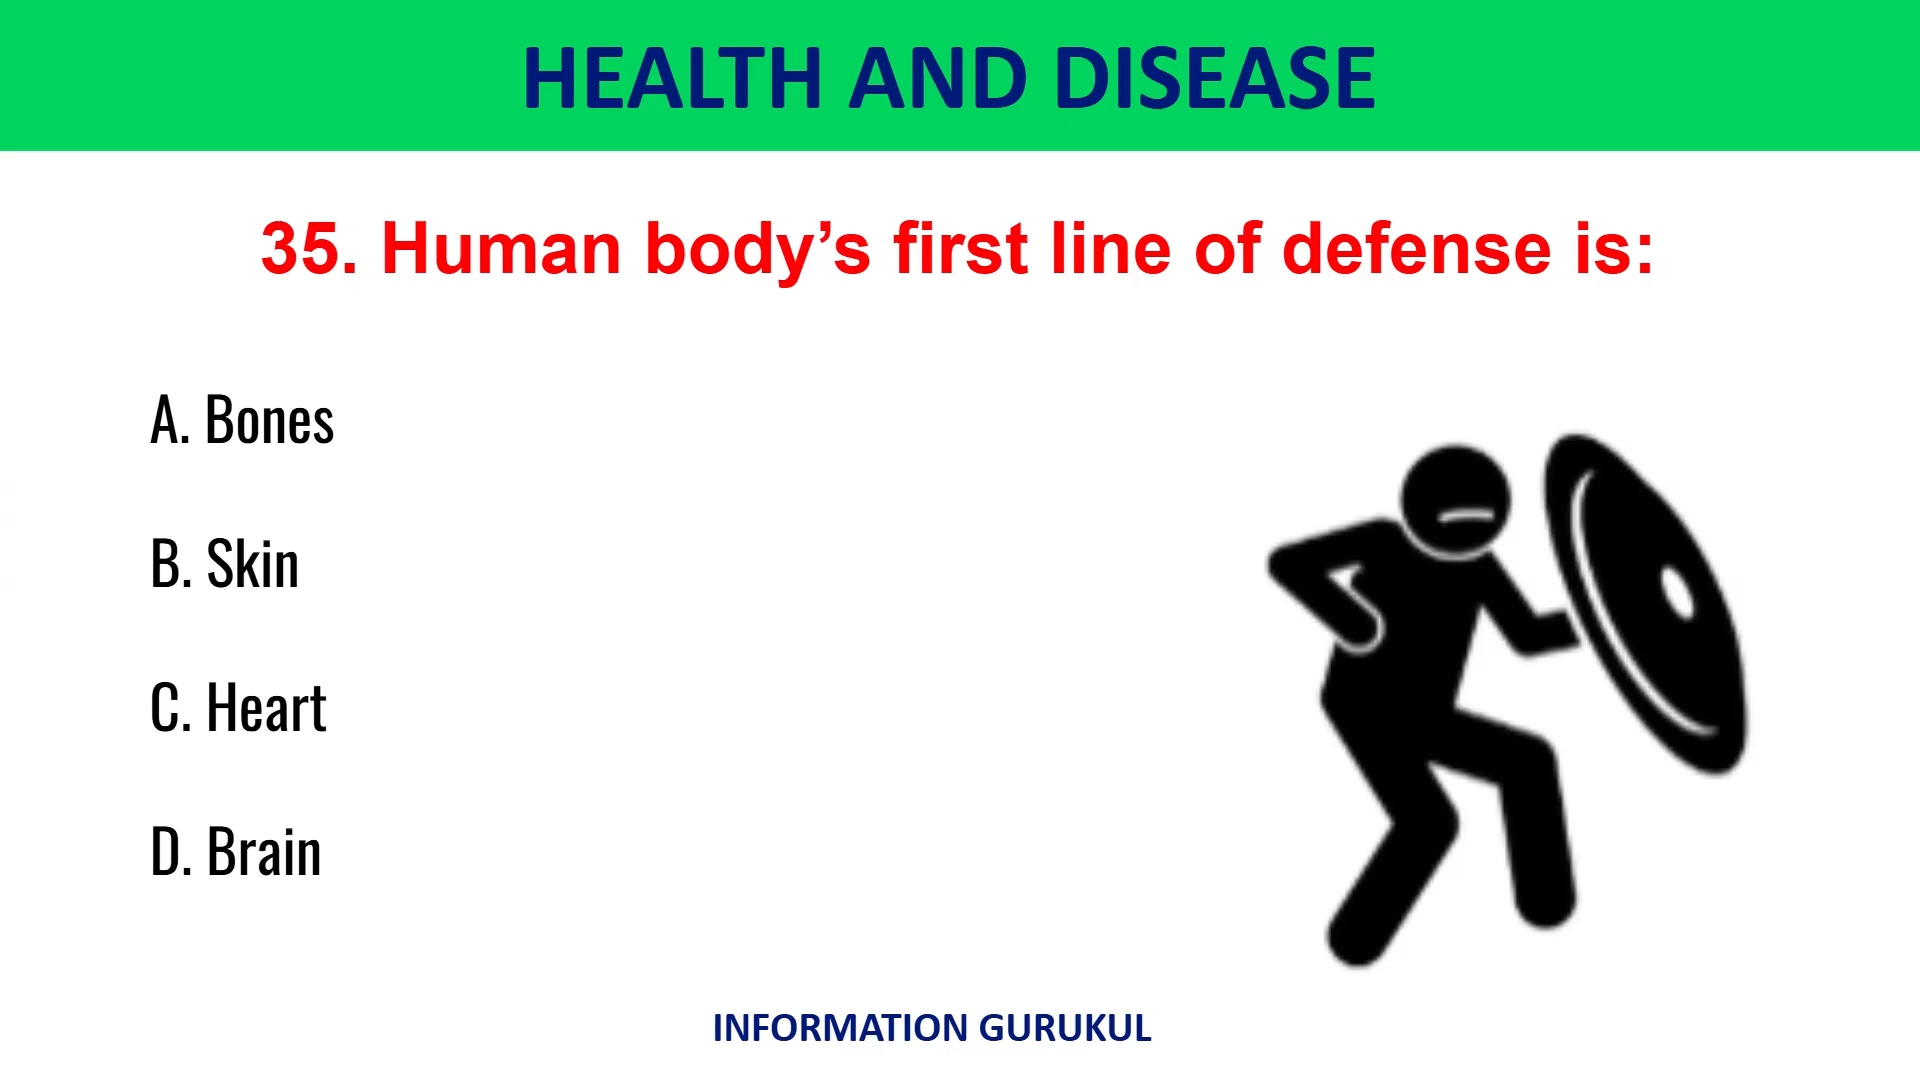 HEALTH AND DISEASE
35. Human body’s first line of defense is:
A. Bones
B. Skin
C. Heart
D. Brain
INFORMATION GURUKUL